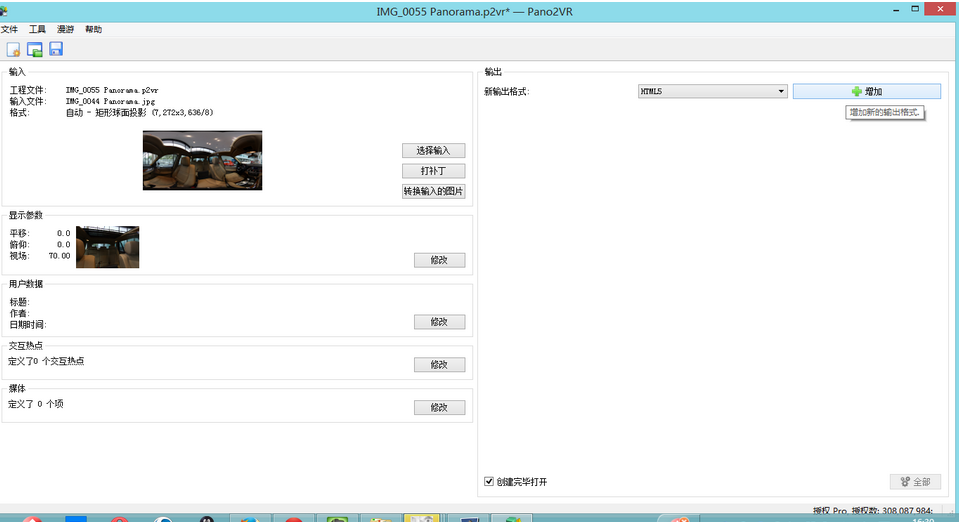 IMG_0055 Panorama.p2vr* — Pano2VR
文件 工具 漫游 帮助
输入
工程文件: IMG_0055 Panorama.p2vr
输入文件: IMG_0044 Panorama.jpg
格式: 自动 - 矩形球面投影 (7,272x3,636/8)
选择输入
打补丁
转换输入的图片
显示参数
平移: 0.0
俯仰: 0.0
视场: 70.00
修改
用户数据
标题:
作者:
日期时间:
修改
交互热点
定义了0 个交互热点
修改
媒体
定义了 0 个项
修改
输出
新输出格式: HTML5 增加
增加新的输出格式.
创建完毕打开 全部
授权 Pro, 授权数: 308,087,984;
16:30